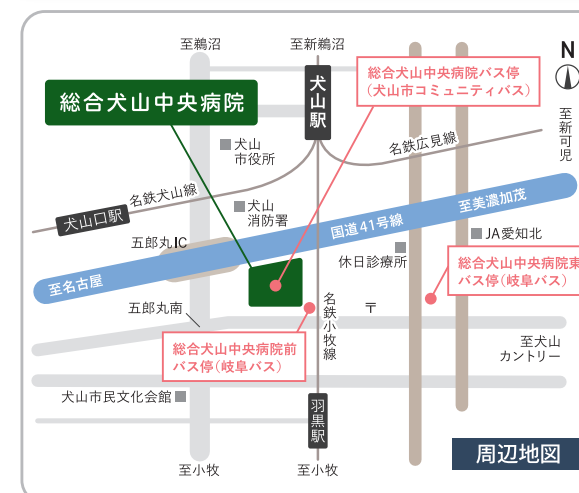 至鵜沼
至新鵜沼
N
至新可児
犬山駅
総合犬山中央病院バス停
(犬山市コミュニティバス)
総合犬山中央病院
犬山
市役所
名鉄広見線
名鉄犬山線
犬山口駅
犬山
消防署
国道41号線
至美濃加茂
五郎丸IC
JA愛知北
休日診療所
至名古屋
総合犬山中央病院東
バス停(岐阜バス)
五郎丸南
名鉄小牧線
〒
総合犬山中央病院前
バス停(岐阜バス)
至犬山
カントリー
犬山市民文化会館
羽黒駅
周辺地図
至小牧
至小牧